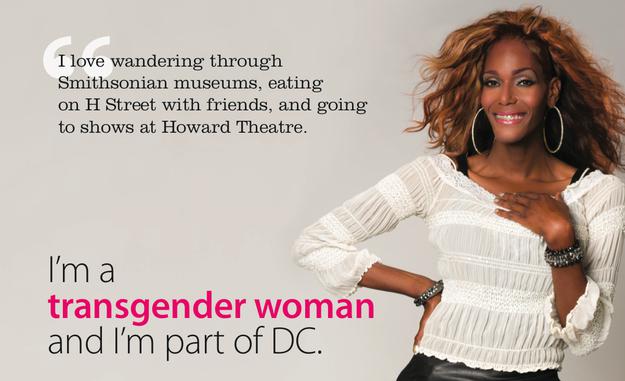 “I love wandering through
Smithsonian museums, eating
on H Street with friends, and going
to shows at Howard Theatre.
I'm a
transgender woman
and I'm part of DC.